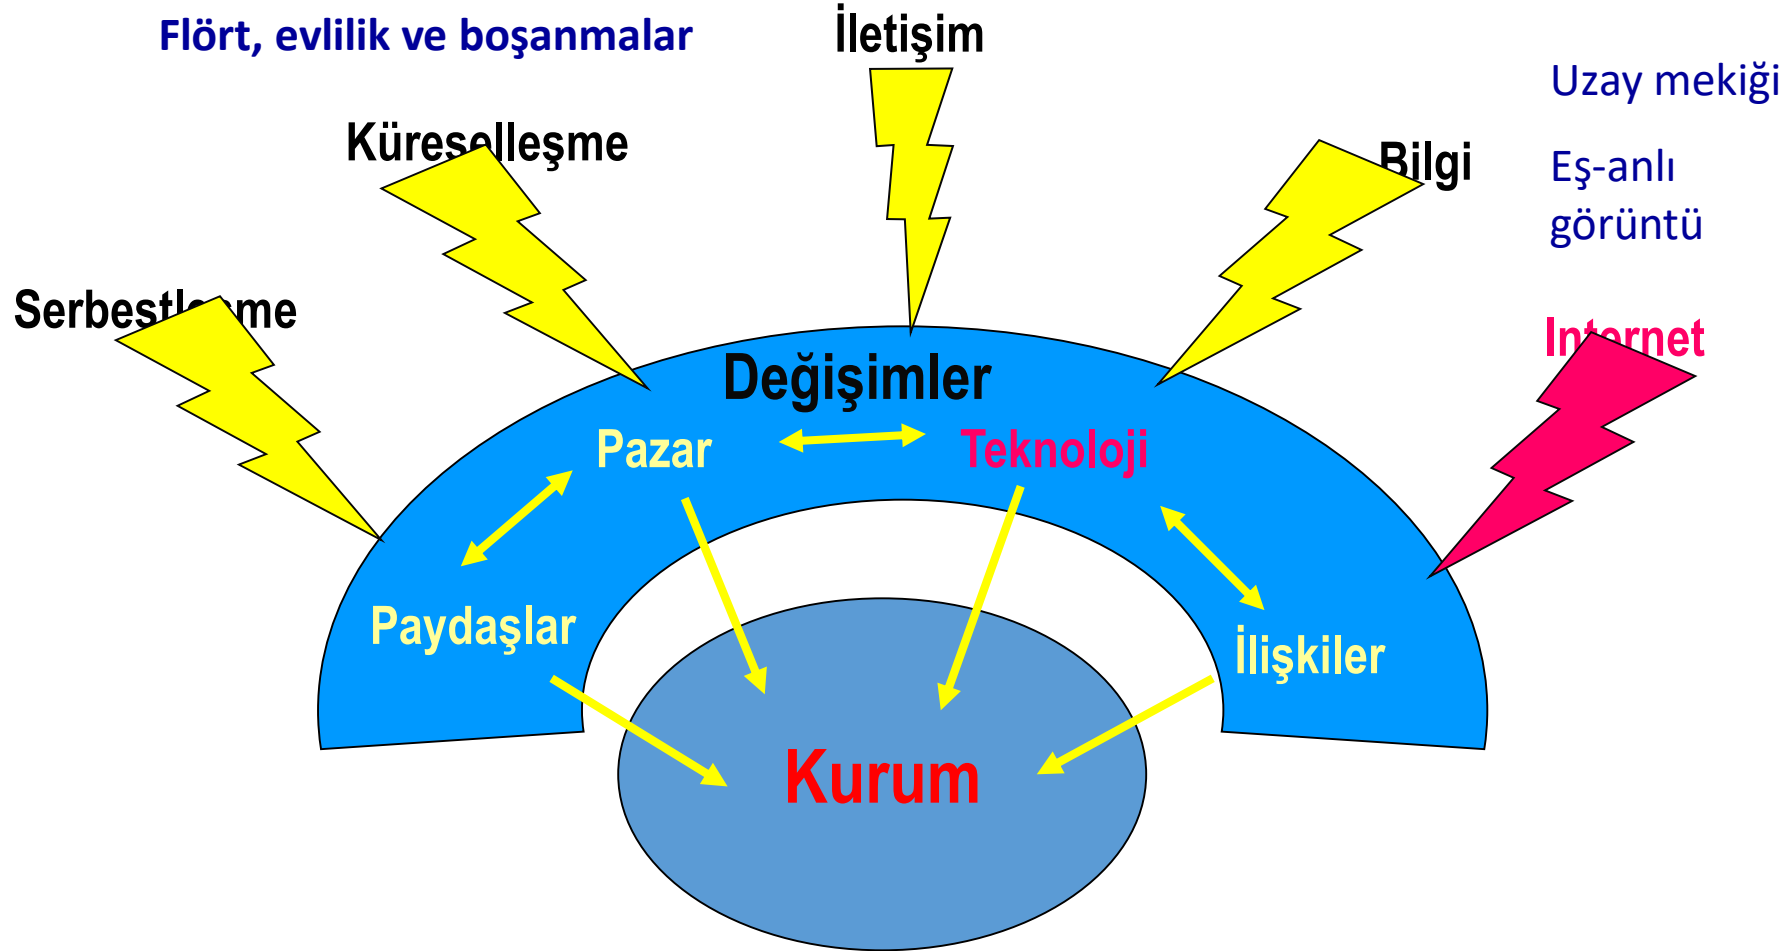 Flört, evlilik ve boşanmalar
İletişim
Uzay mekiği
Küreselleşme
Bilgi
Eş-anlı
görüntü
Serbestleşme
Internet
Değişimler
Pazar
Teknoloji
Paydaşlar
İlişkiler
Kurum